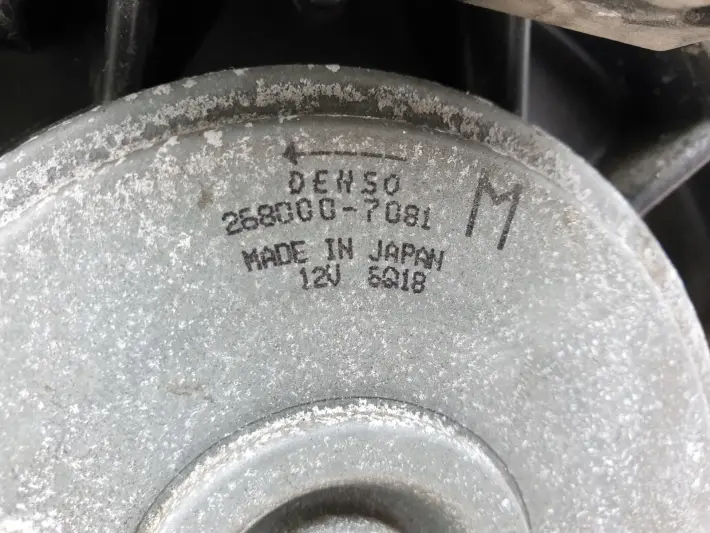 DENSO
268000-7081
M
MADE IN JAPAN
12V 6Q18